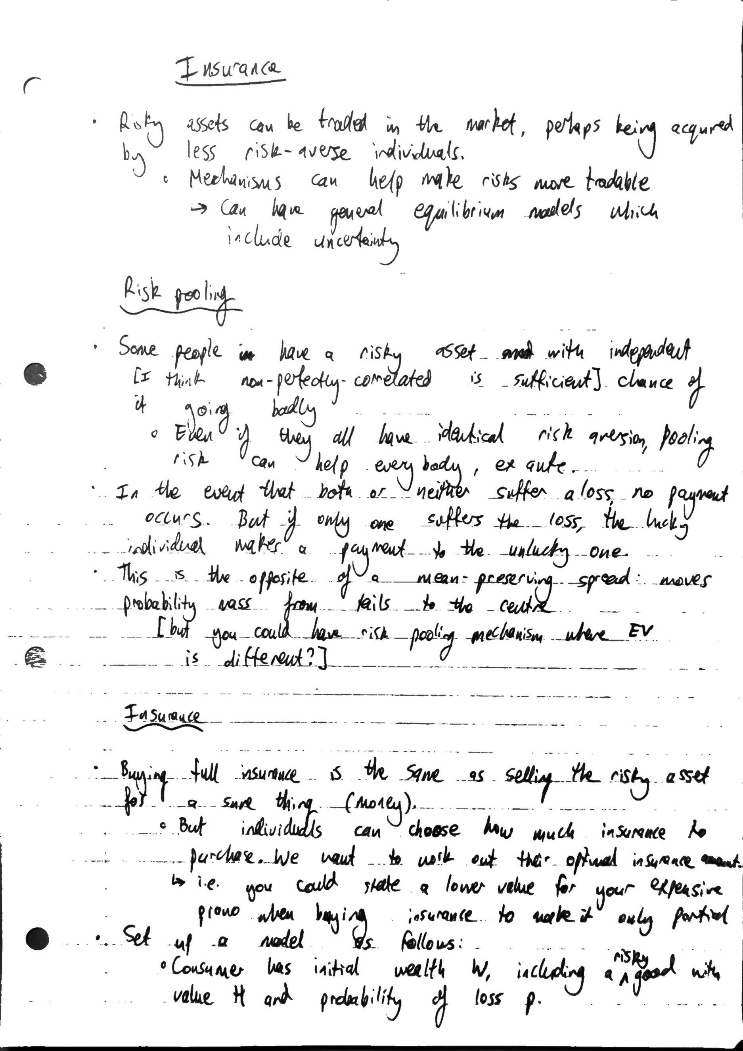 Insurance
• Risky assets can be traded in the market, perhaps being acquired
by less risk-averse individuals.
◦ Mechanisms can help make risks more tradable
→ Can have general equilibrium models which
include uncertainty
Risk pooling
• Some people have a risky asset with independent
[I think non-perfectly-correlated is sufficient] chance of
it going badly
◦ Even if they all have identical risk aversion, pooling
risk can help everybody, ex ante.
• In the event that both or neither suffer a loss, no payment
occurs. But if only one suffers the loss, the lucky
individual makes a payment to the unlucky one.
• This is the opposite of a mean-preserving spread: moves
probability mass from tails to the centre
[but you could have risk pooling mechanism where EV
is different?]
Insurance
• Buying full insurance is the same as selling the risky asset
for a sure thing (money).
◦ But individuals can choose how much insurance to
purchase. We want to work out their optimal insurance
↳ i.e. you could state a lower value for your expensive
piano when buying insurance to make it only partial
• Set up a model as follows:
◦ Consumer has initial wealth W, including a risky good with
value H and probability of loss p.